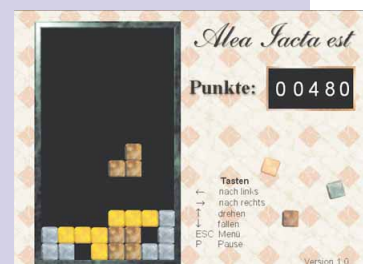 Alea Iacta est
Punkte: 00480
Tasten
← nach links
→ nach rechts
↑ drehen
↓ fallen
ESC Menü
P Pause
Version 1.0